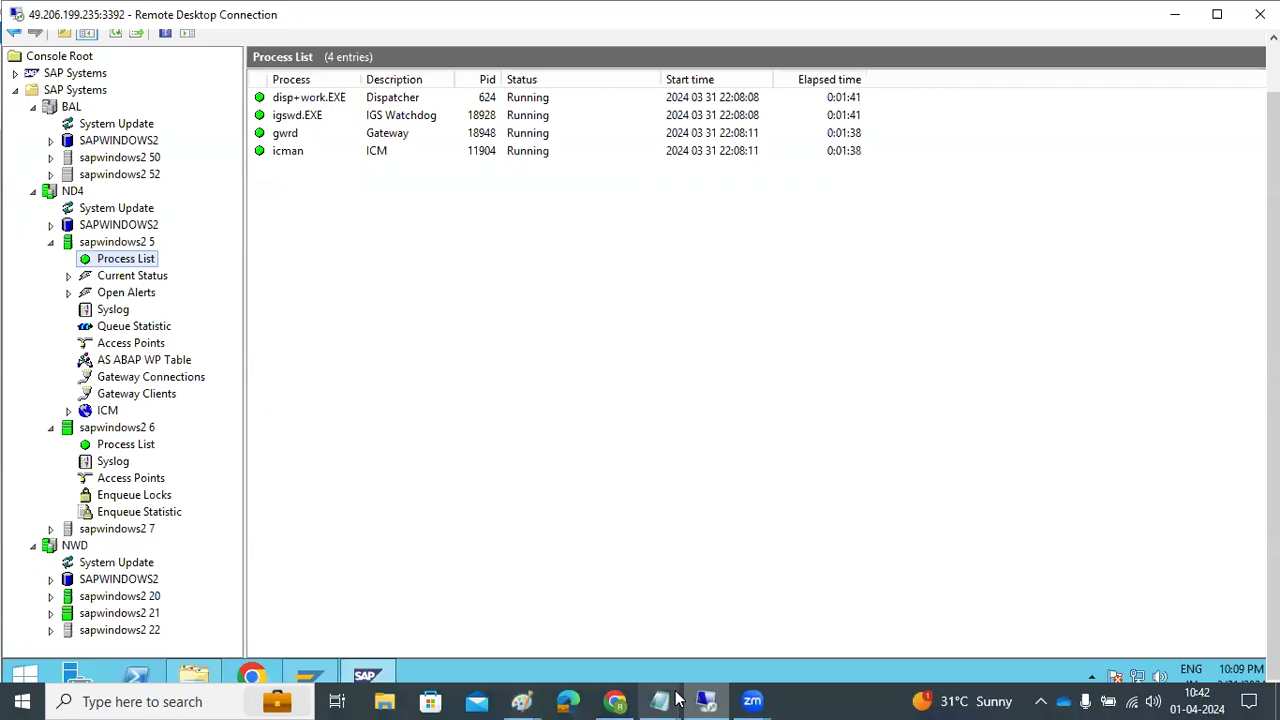 49.206.199.235:3392 - Remote Desktop Connection
Console Root
SAP Systems
SAP Systems
BAL
System Update
SAPWINDOWS2
sapwindows2 50
sapwindows2 52
ND4
System Update
SAPWINDOWS2
sapwindows2 5
Process List
Current Status
Open Alerts
Syslog
Queue Statistic
Access Points
AS ABAP WP Table
Gateway Connections
Gateway Clients
ICM
sapwindows2 6
Process List
Syslog
Access Points
Enqueue Locks
Enqueue Statistic
sapwindows2 7
NWD
System Update
SAPWINDOWS2
sapwindows2 20
sapwindows2 21
sapwindows2 22
Process List (4 entries)
Process Description Pid Status Start time Elapsed time
disp+work.EXE Dispatcher 624 Running 2024 03 31 22:08:08 0:01:41
igswd.EXE IGS Watchdog 18928 Running 2024 03 31 22:08:08 0:01:41
gwrd Gateway 18948 Running 2024 03 31 22:08:11 0:01:38
icman ICM 11904 Running 2024 03 31 22:08:11 0:01:38
SAP
ENG 10:09 PM
Type here to search
zm
31°C Sunny
10:42
01-04-2024